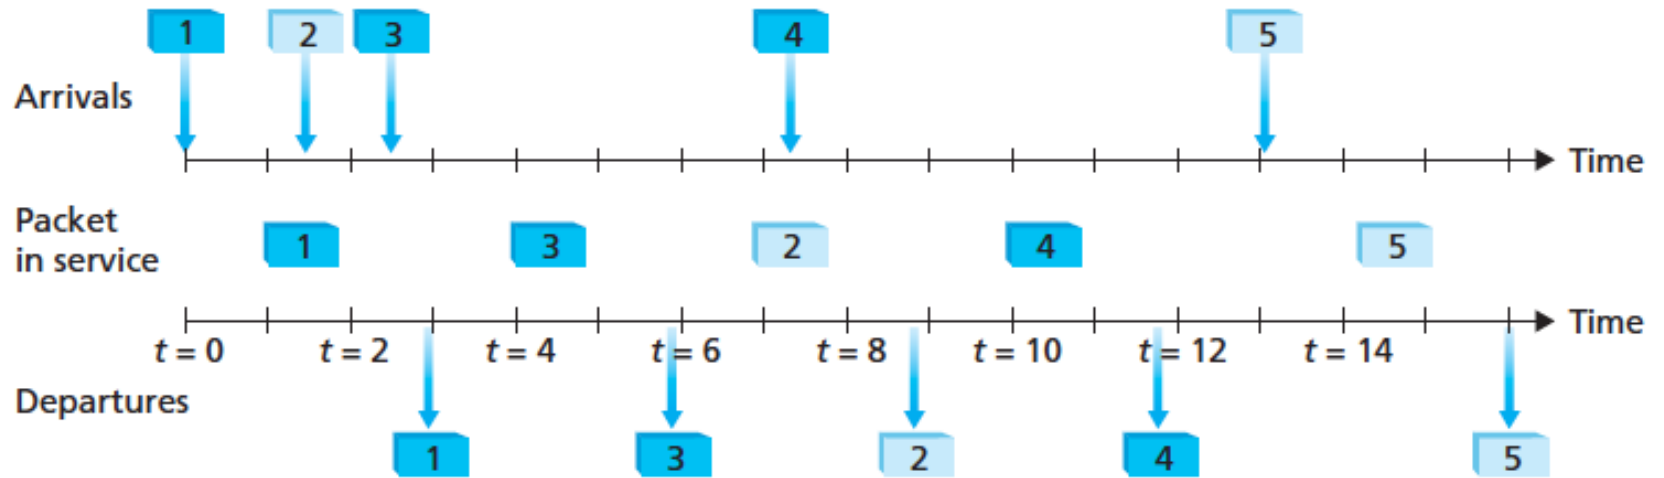 1 2 3 4 5
Arrivals
Time
Packet
in service
1 3 2 4 5
Time
t = 0 t = 2 t = 4 t = 6 t = 8 t = 10 t = 12 t = 14
Departures
1 3 2 4 5